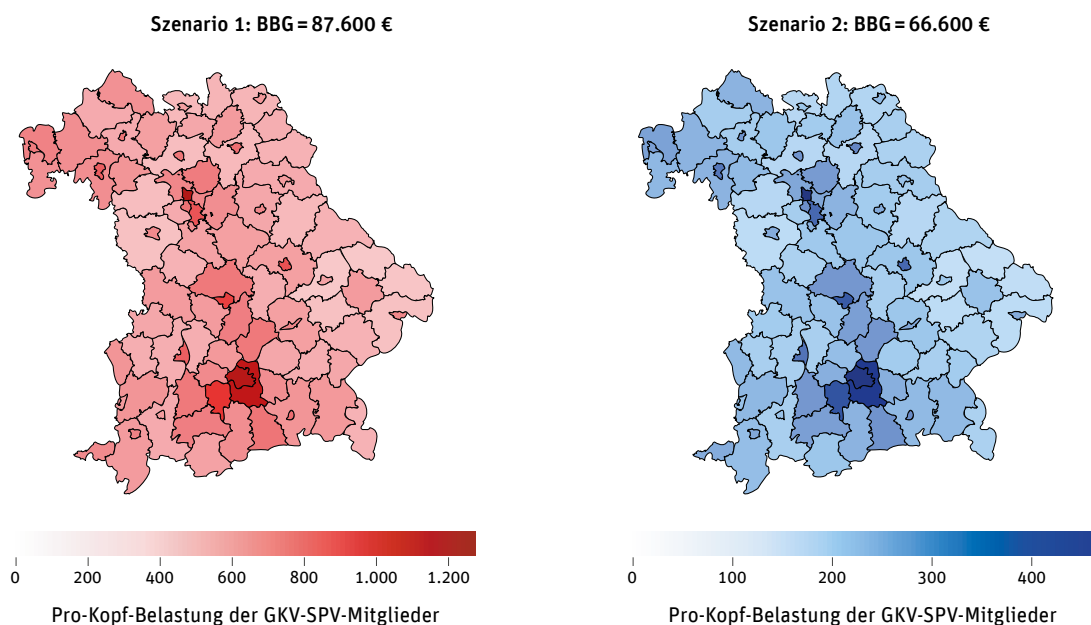 Szenario 1: BBG = 87.600 €
Szenario 2: BBG = 66.600 €
0 200 400 600 800 1.000 1.200
0 100 200 300 400
Pro-Kopf-Belastung der GKV-SPV-Mitglieder
Pro-Kopf-Belastung der GKV-SPV-Mitglieder